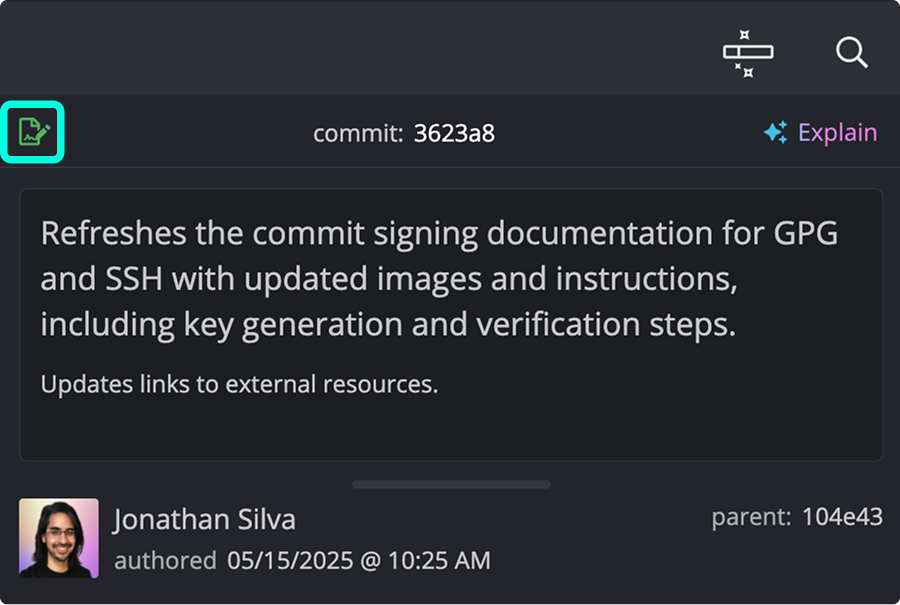 commit: 3623a8
Explain
Refreshes the commit signing documentation for GPG
and SSH with updated images and instructions,
including key generation and verification steps.
Updates links to external resources.
Jonathan Silva
parent: 104e43
authored 05/15/2025 @ 10:25 AM